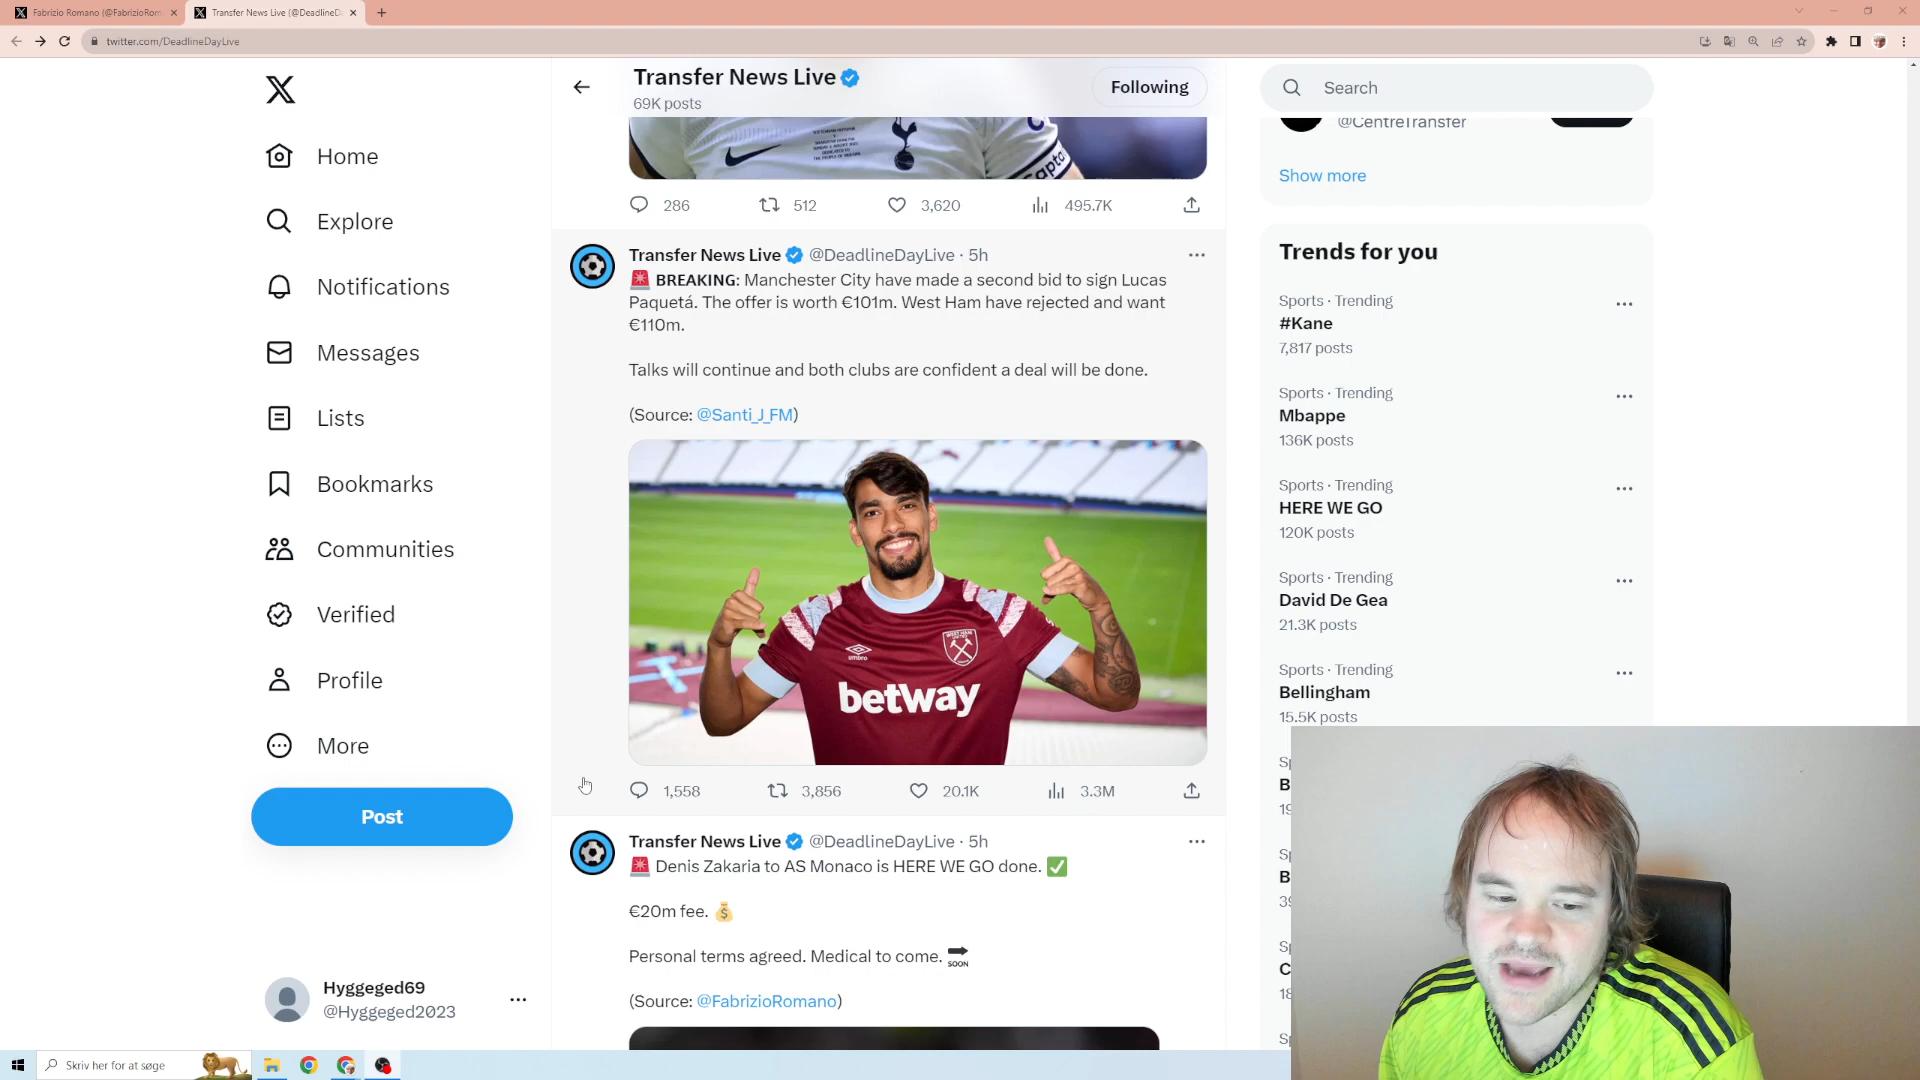 Fabrizio Romano (@FabrizioRom
Transfer News Live (@DeadlineDa
twitter.com/DeadlineDayLive
Transfer News Live
69K posts
Following
Search
@CentreTransfer
Show more
Home
Explore
Notifications
Messages
Lists
Bookmarks
Communities
Verified
Profile
More
Post
Hyggeged69
@Hyggeged2023
Capta
286 512 3,620 495.7K
Transfer News Live @DeadlineDayLive · 5h
🚨 BREAKING: Manchester City have made a second bid to sign Lucas
Paquetá. The offer is worth €101m. West Ham have rejected and want
€110m.
Talks will continue and both clubs are confident a deal will be done.
(Source: @Santi_J_FM)
umbro
WEST HAM
UNITED
betway
1,558 3,856 20.1K 3.3M
Transfer News Live @DeadlineDayLive · 5h
🚨 Denis Zakaria to AS Monaco is HERE WE GO done. ✅
€20m fee. 💰
Personal terms agreed. Medical to come. 🔜
(Source: @FabrizioRomano)
Trends for you
Sports · Trending
#Kane
7,817 posts
Sports · Trending
Mbappe
136K posts
Sports · Trending
HERE WE GO
120K posts
Sports · Trending
David De Gea
21.3K posts
Sports · Trending
Bellingham
15.5K posts
Skriv her for at søge